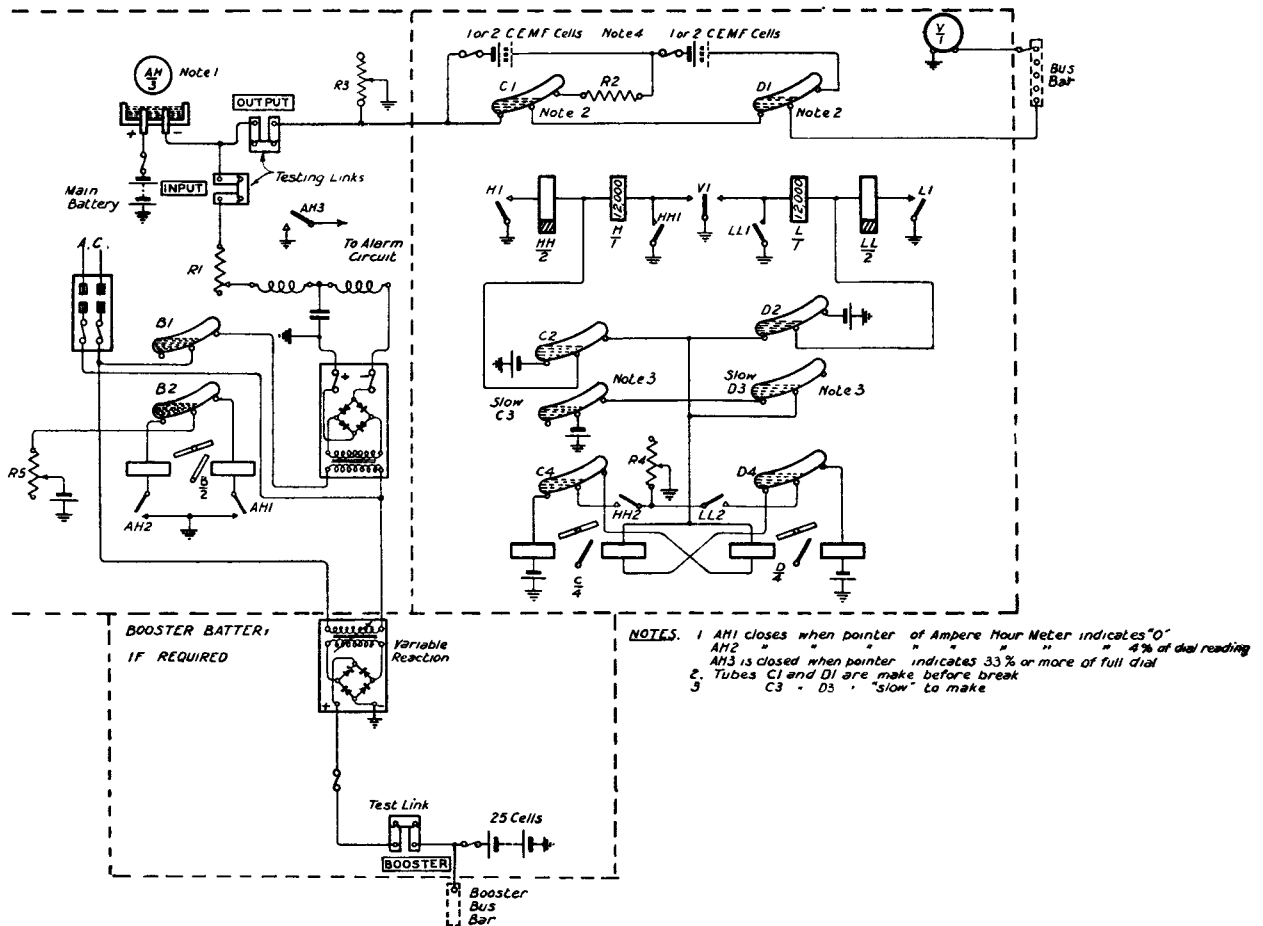 1 or 2 CEMF Cells Note 4 1 or 2 CEMF Cells
V
1
AH
3
Note 1
R3
OUTPUT
C1
R2
D1
Note 2
Note 2
Bus
Bar
+ -
Main
Battery
INPUT
Testing Links
AH3
To Alarm
Circuit
A.C.
R1
H1
HH
2
12,000
H
1
HH1
V1
LL1
12,000
L
1
LL
2
L1
B1
C2
D2
+ -
B2
Slow
C3
Note 3
Slow
D3
Note 3
R5
B
2
AH2
AH1
C4
R4
D4
HH2
LL2
C
4
D
4
BOOSTER BATTERY
IF REQUIRED
Variable
Reaction
+ -
Test Link
25 Cells
BOOSTER
Booster
Bus
Bar
NOTES. 1 AH1 closes when pointer of Ampere Hour Meter indicates "0"
AH2 " " " " " " " " 4% of dial reading
AH3 is closed when pointer indicates 33% or more of full dial
2. Tubes C1 and D1 are make before break
3 " C3 " D3 " "slow" to make